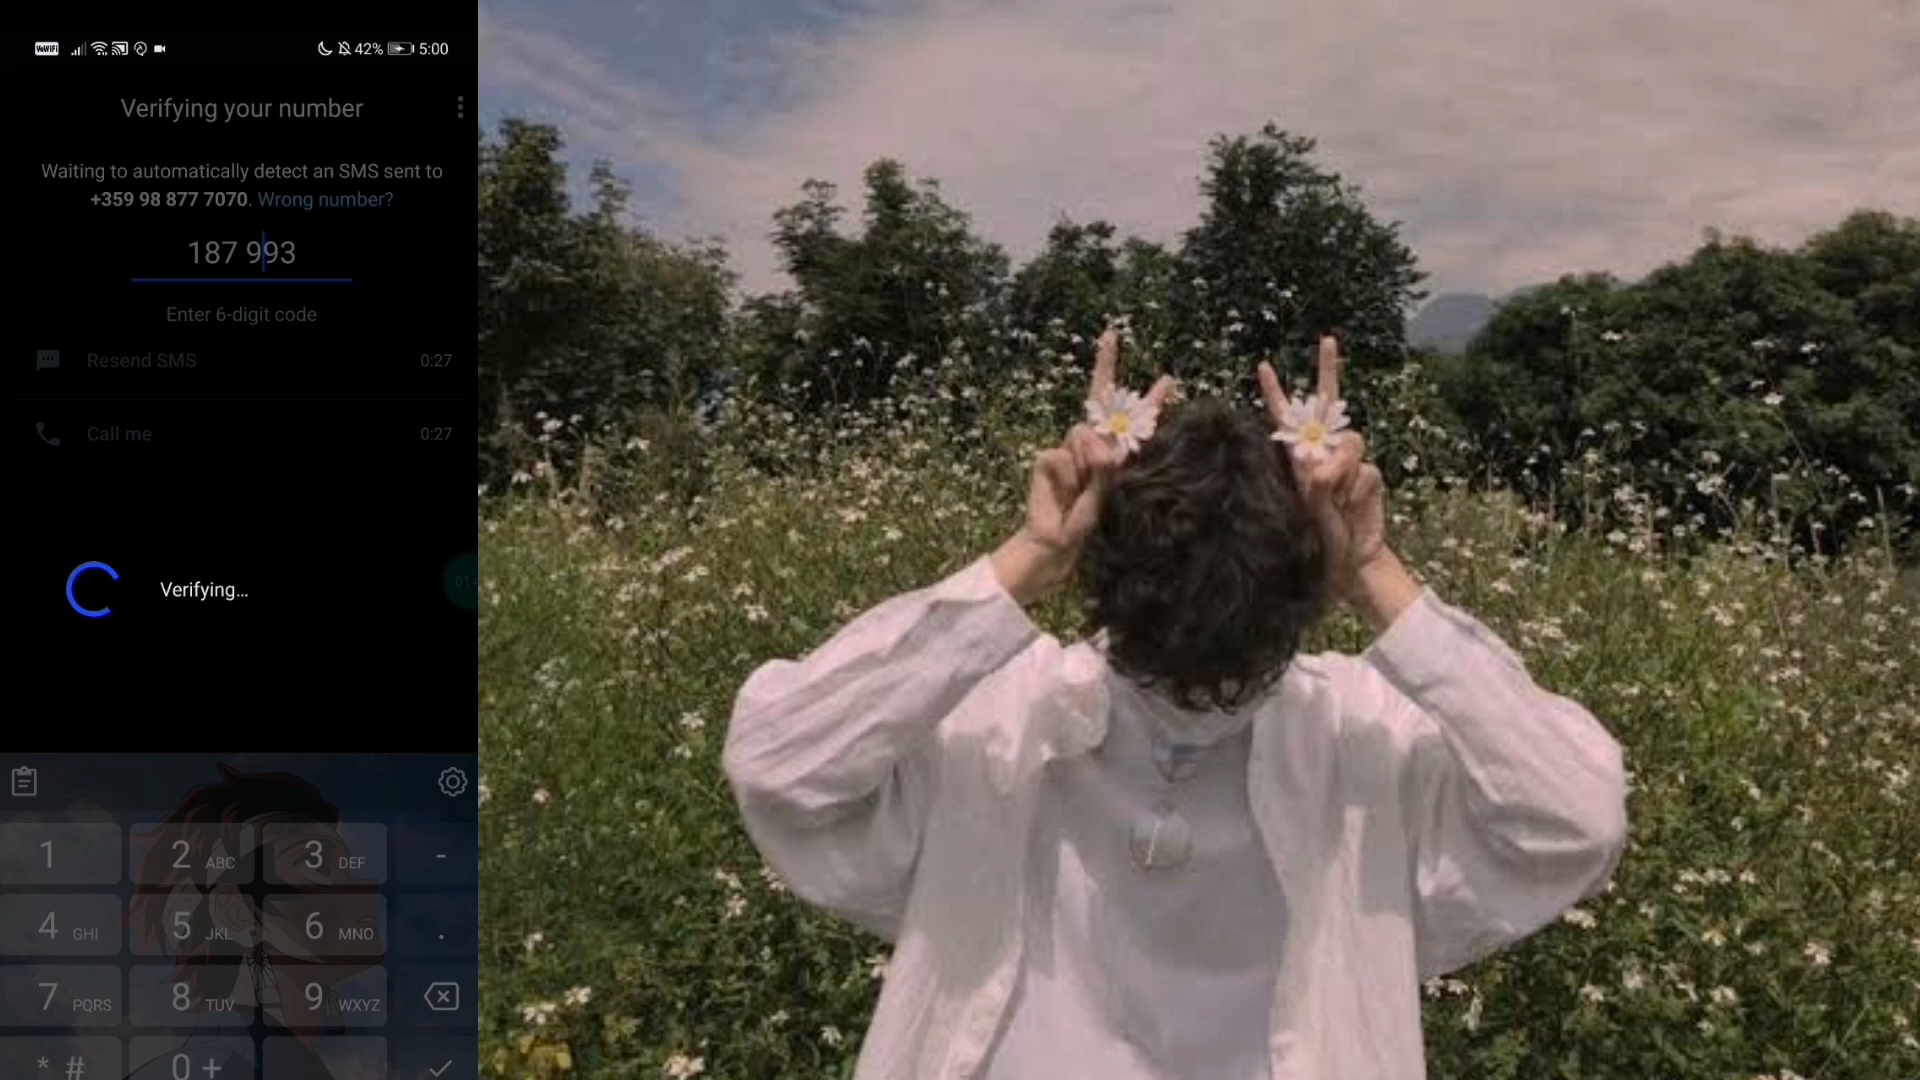 VoWiFi 42% 5:00
Verifying your number
Waiting to automatically detect an SMS sent to
+359 98 877 7070. Wrong number?
187 993
Enter 6-digit code
Resend SMS 0:27
Call me 0:27
Verifying...
1 2 ABC 3 DEF -
4 GHI 5 JKL 6 MNO .
7 PQRS 8 TUV 9 WXYZ
* # 0 +